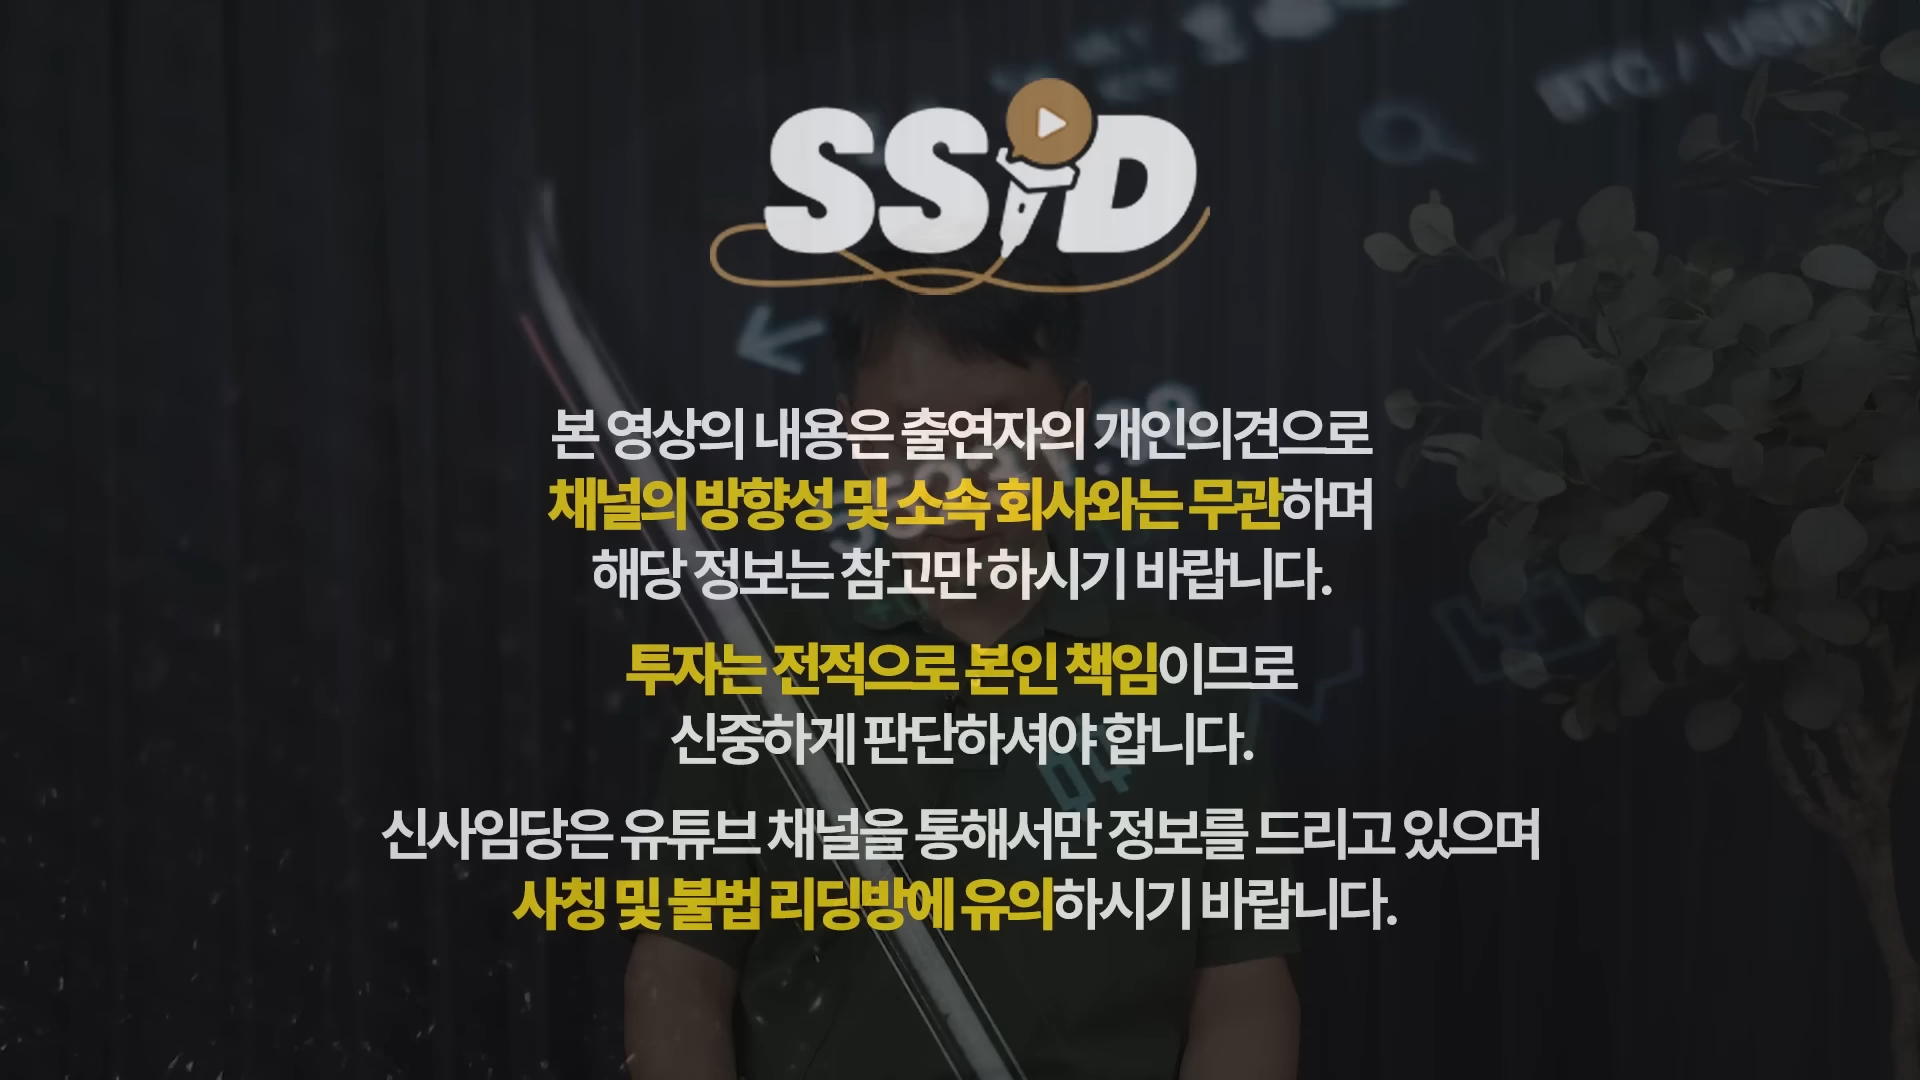 BTC / USD
SSiD
본 영상의 내용은 출연자의 개인의견으로
채널의 방향성 및 소속 회사와는 무관하며
해당 정보는 참고만 하시기 바랍니다.
투자는 전적으로 본인 책임이므로
신중하게 판단하셔야 합니다.
04
신사임당은 유튜브 채널을 통해서만 정보를 드리고 있으며
사칭 및 불법 리딩방에 유의하시기 바랍니다.